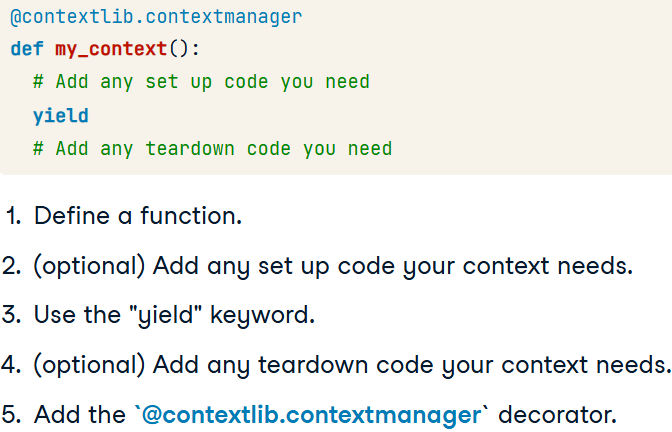 @contextlib.contextmanager
def my_context():
# Add any set up code you need
yield
# Add any teardown code you need
1. Define a function.
2. (optional) Add any set up code your context needs.
3. Use the "yield" keyword.
4. (optional) Add any teardown code your context needs.
5. Add the `@contextlib.contextmanager` decorator.